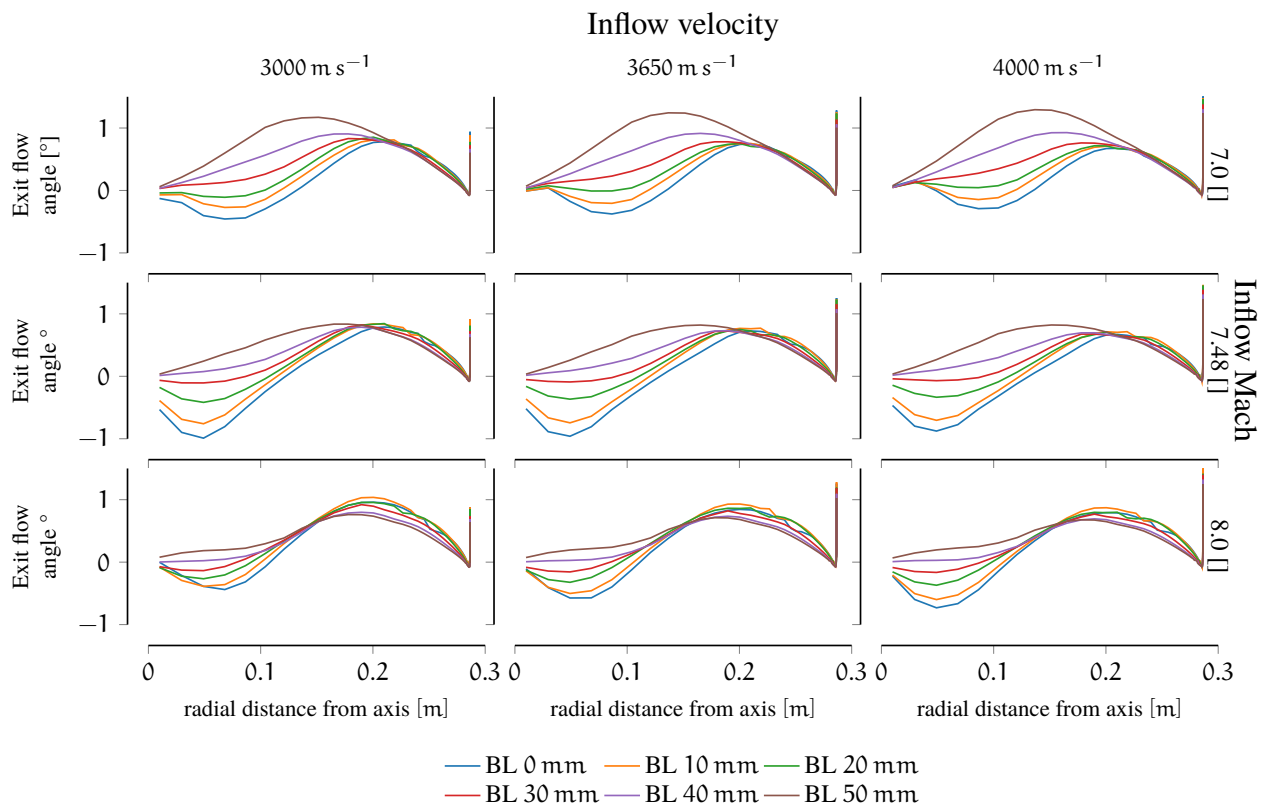 Inflow velocity
3000 m s−1
3650 m s−1
4000 m s−1
Exit flow
angle [°]
1
0
−1
7.0 []
Exit flow
angle °
1
0
−1
7.48 []
Inflow Mach
Exit flow
angle °
1
0
−1
8.0 []
0 0.1 0.2 0.3
0 0.1 0.2 0.3
0 0.1 0.2 0.3
radial distance from axis [m]
radial distance from axis [m]
radial distance from axis [m]
BL 0 mm BL 10 mm BL 20 mm
BL 30 mm BL 40 mm BL 50 mm